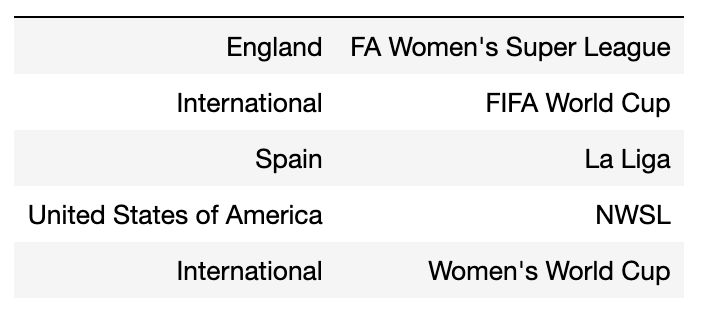 England FA Women's Super League
International FIFA World Cup
Spain La Liga
United States of America NWSL
International Women's World Cup